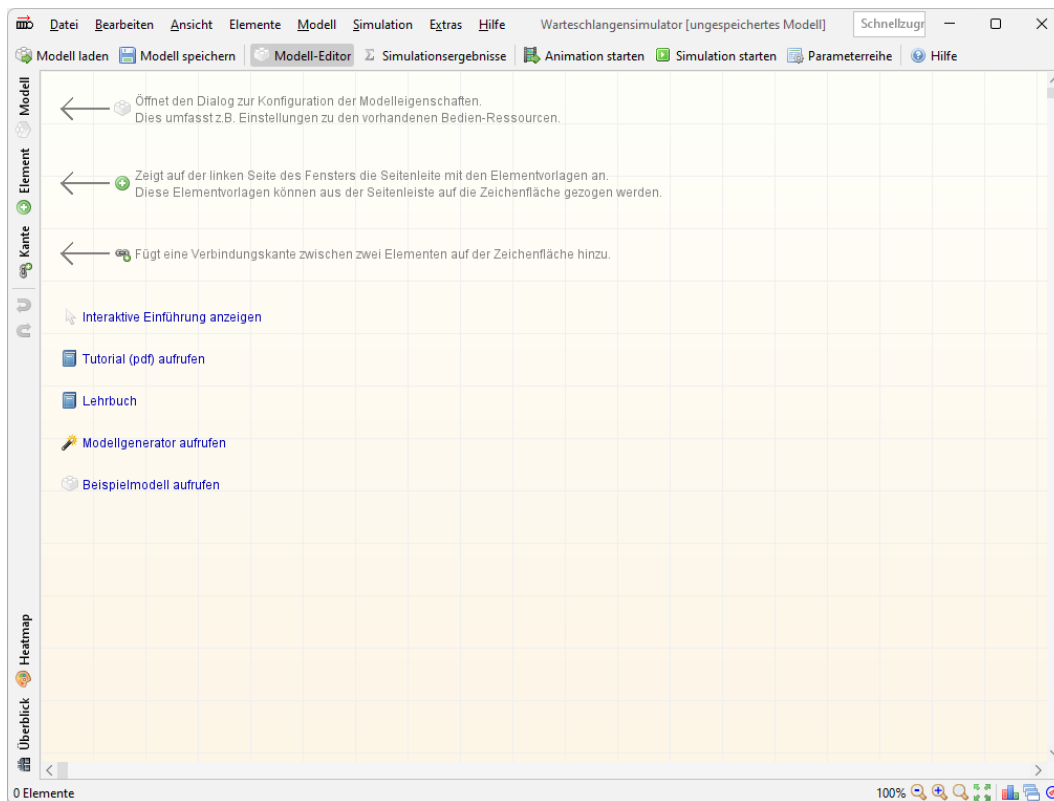 Datei Bearbeiten Ansicht Elemente Modell Simulation Extras Hilfe Warteschlangensimulator [ungespeichertes Modell] Schnellzugr
Modell laden Modell speichern Modell-Editor Σ Simulationsergebnisse Animation starten Simulation starten Parameterreihe Hilfe
Modell
Element
Kante
Öffnet den Dialog zur Konfiguration der Modelleigenschaften.
Dies umfasst z.B. Einstellungen zu den vorhandenen Bedien-Ressourcen.
Zeigt auf der linken Seite des Fensters die Seitenleite mit den Elementvorlagen an.
Diese Elementvorlagen können aus der Seitenleiste auf die Zeichenfläche gezogen werden.
Fügt eine Verbindungskante zwischen zwei Elementen auf der Zeichenfläche hinzu.
Interaktive Einführung anzeigen
Tutorial (pdf) aufrufen
Lehrbuch
Modellgenerator aufrufen
Beispielmodell aufrufen
Heatmap
Überblick
0 Elemente 100%